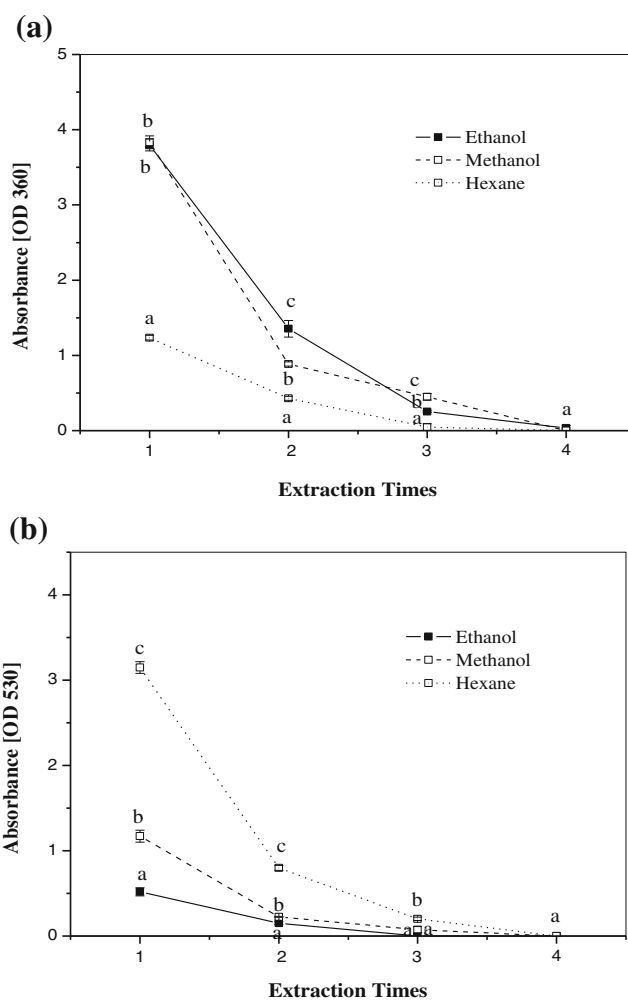 (a)
5
4
3
2
1
0
Absorbance [OD 360]
b
b
a
c
b
a
c
b
a
a
Ethanol
Methanol
Hexane
1 2 3 4
Extraction Times
(b)
4
3
2
1
0
Absorbance [OD 530]
c
b
a
c
b
a
b
a a
a
Ethanol
Methanol
Hexane
1 2 3 4
Extraction Times